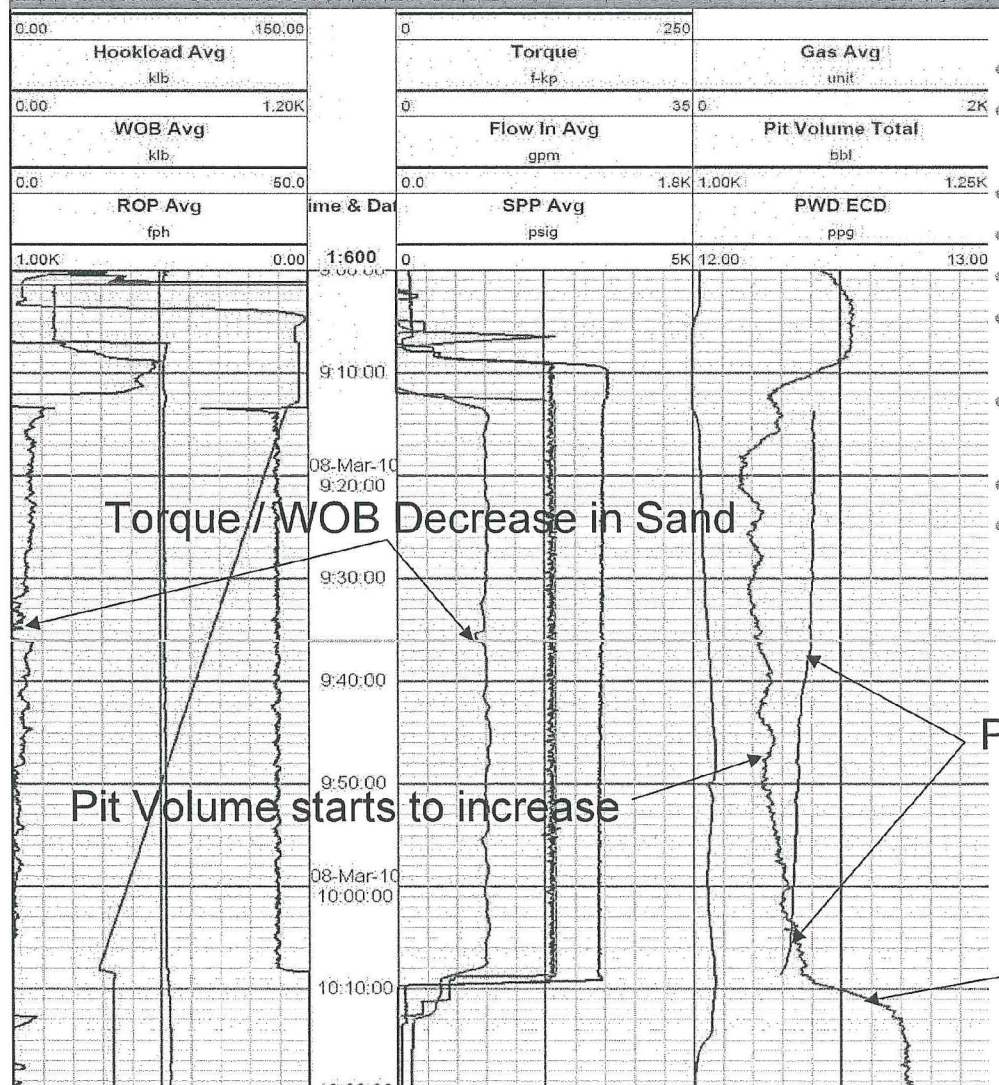 0.00 150.00 0 250
Hookload Avg Torque Gas Avg
klb f-kp unit
0.00 1.20K 0 35 0 2K
WOB Avg Flow In Avg Pit Volume Total
klb gpm bbl
0.0 50.0 0.0 1.8K 1.00K 1.25K
ROP Avg ime & Dat SPP Avg PWD ECD
fph psig ppg
1.00K 0.00 1:600 0 5K 12.00 13.00
9:10:00
08-Mar-10
9:20:00
Torque / WOB Decrease in Sand
9:30:00
9:40:00
P
9:50:00
Pit Volume starts to increase
08-Mar-10
10:00:00
10:10:00